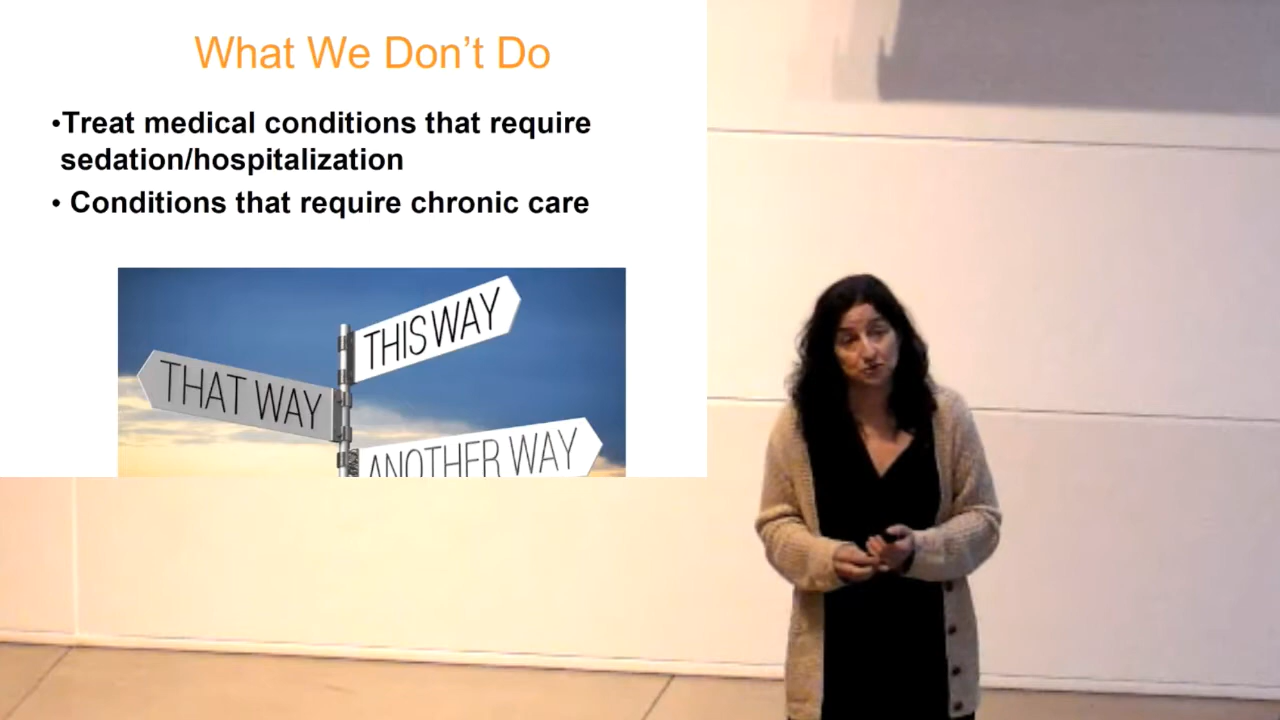 What We Don't Do
•Treat medical conditions that require
sedation/hospitalization
• Conditions that require chronic care
THIS WAY
THAT WAY
ANOTHER WAY